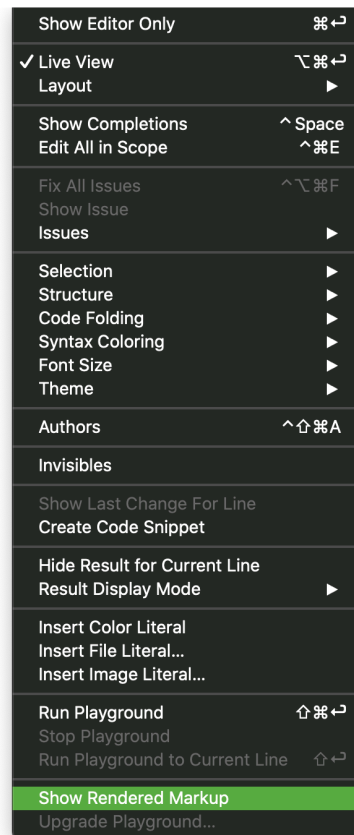 Show Editor Only ⌘↩
✓ Live View ⌥⌘↩
Layout ▶
Show Completions ^ Space
Edit All in Scope ^⌘E
Fix All Issues ^⌥⌘F
Show Issue
Issues ▶
Selection ▶
Structure ▶
Code Folding ▶
Syntax Coloring ▶
Font Size ▶
Theme ▶
Authors ^⇧⌘A
Invisibles
Show Last Change For Line
Create Code Snippet
Hide Result for Current Line
Result Display Mode ▶
Insert Color Literal
Insert File Literal...
Insert Image Literal...
Run Playground ⇧⌘↩
Stop Playground
Run Playground to Current Line ⇧↩
Show Rendered Markup
Upgrade Playground...